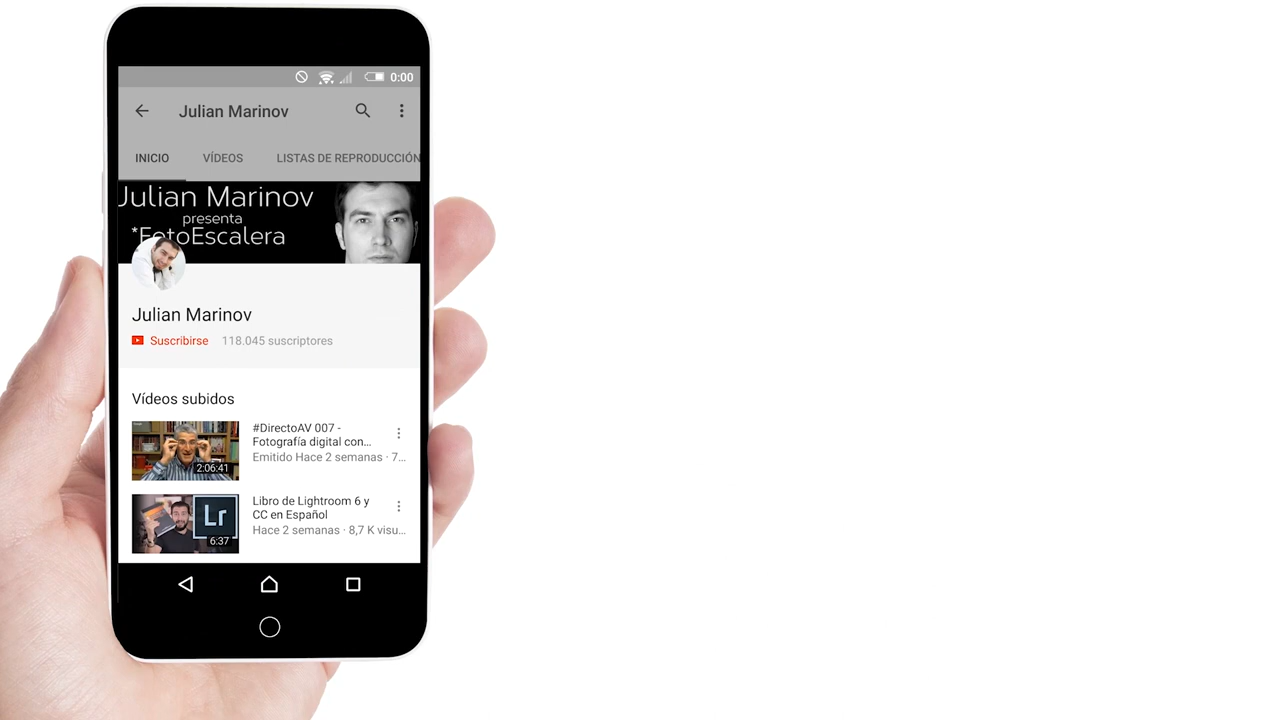 0:00
Julian Marinov
INICIO VÍDEOS LISTAS DE REPRODUCCIÓN
Julian Marinov
presenta
*FotoEscalera
Julian Marinov
Suscribirse 118.045 suscriptores
Vídeos subidos
#DirectoAV 007 -
Fotografía digital con...
Emitido Hace 2 semanas · 7...
2:06:41
Libro de Lightroom 6 y
CC en Español
Hace 2 semanas · 8,7 K visu...
Lr
6:37